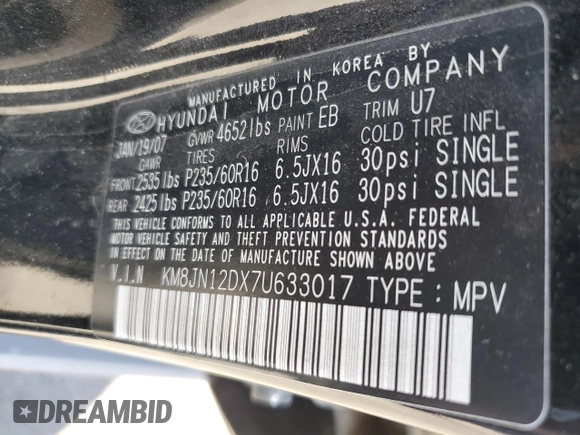 MANUFACTURED IN KOREA BY
HYUNDAI MOTOR COMPANY
JAN/19/07 GVWR 4652lbs PAINT EB TRIM U7
GAWR TIRES RIMS COLD TIRE INFL
FRONT 2535lbs P235/60R16 6.5JX16 30psi SINGLE
REAR 2425lbs P235/60R16 6.5JX16 30psi SINGLE
THIS VEHICLE CONFORMS TO ALL APPLICABLE U.S.A. FEDERAL
MOTOR VEHICLE SAFETY AND THEFT PREVENTION STANDARDS
IN EFFECT ON THE DATE OF MANUFACTURE SHOWN ABOVE.
V.I.N KM8JN12DX7U633017 TYPE : MPV
DREAMBID